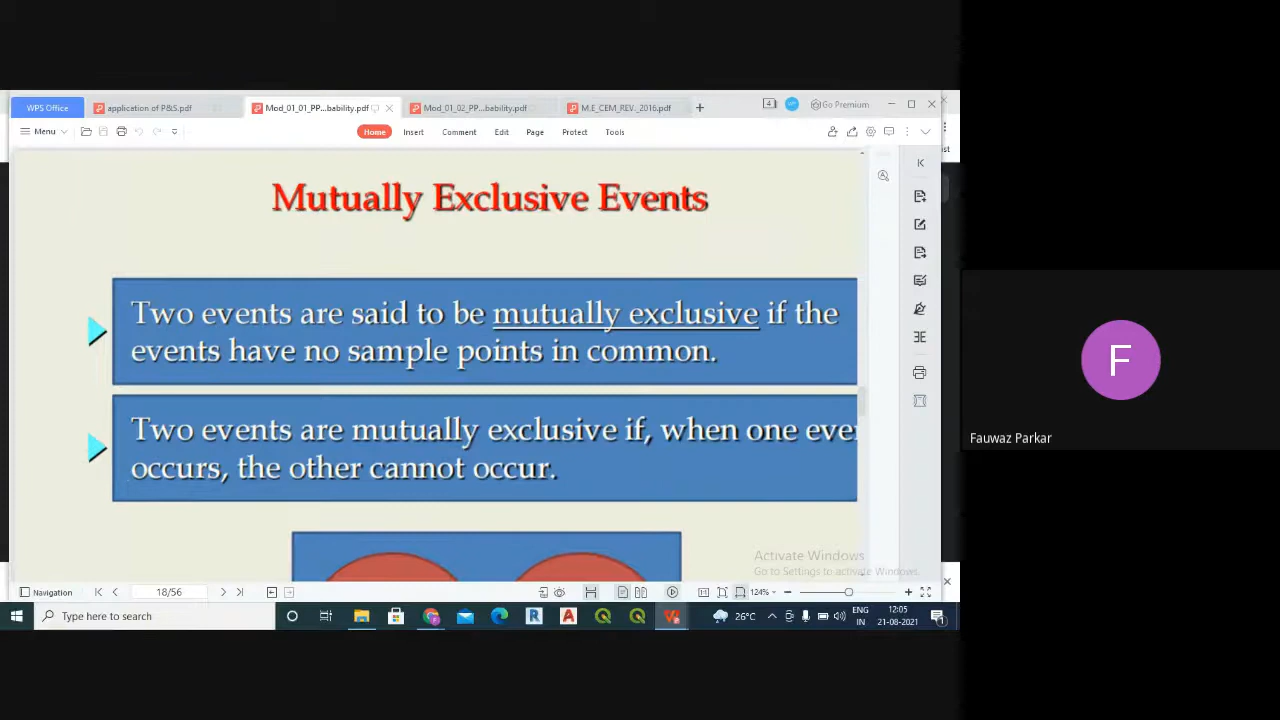 WPS Office
application of P&S.pdf
Mod_01_01_PP...bability.pdf
Mod_01_02_PP...bability.pdf
M.E_CEM_REV._2016.pdf
Go Premium
Menu
Home
Insert
Comment
Edit
Page
Protect
Tools
Mutually Exclusive Events
Two events are said to be mutually exclusive if the
events have no sample points in common.
Two events are mutually exclusive if, when one
occurs, the other cannot occur.
F
Fauwaz Parkar
Activate Windows
Go to Settings to activate Windows.
Navigation
18/56
124%
Type here to search
26°C
ENG
IN
12:05
21-08-2021